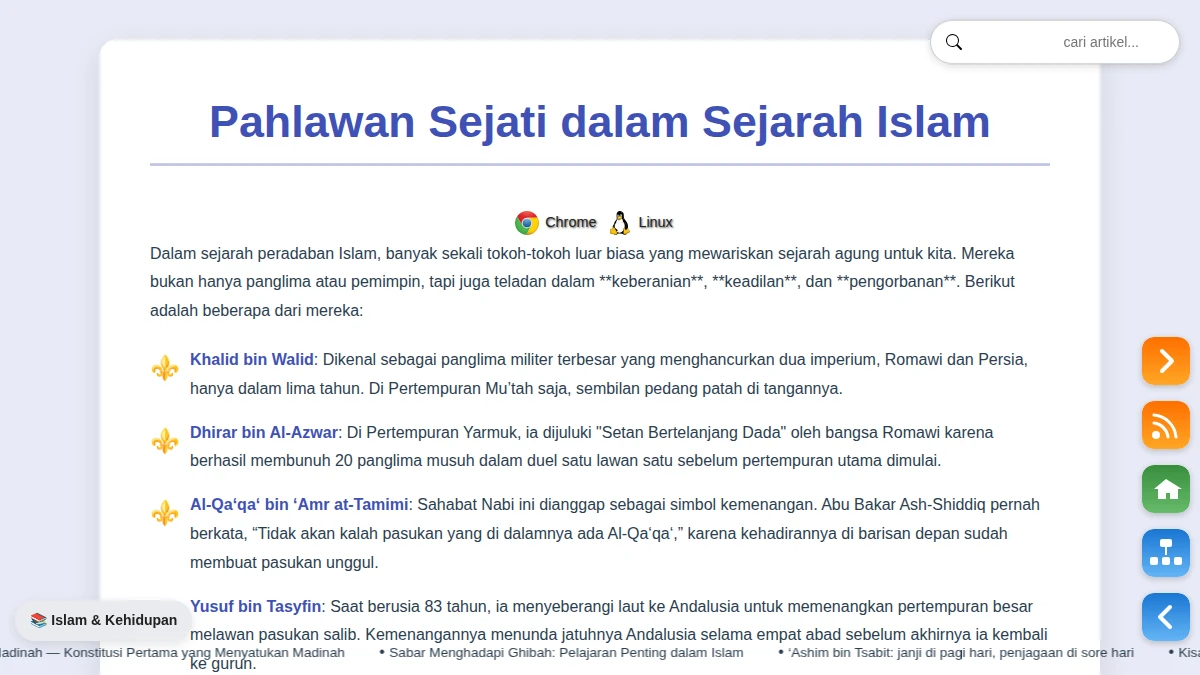 cari artikel...
Pahlawan Sejati dalam Sejarah Islam
Chrome Linux
Dalam sejarah peradaban Islam, banyak sekali tokoh-tokoh luar biasa yang mewariskan sejarah agung untuk kita. Mereka
bukan hanya panglima atau pemimpin, tapi juga teladan dalam **keberanian**, **keadilan**, dan **pengorbanan**. Berikut
adalah beberapa dari mereka:
Khalid bin Walid: Dikenal sebagai panglima militer terbesar yang menghancurkan dua imperium, Romawi dan Persia,
hanya dalam lima tahun. Di Pertempuran Mu’tah saja, sembilan pedang patah di tangannya.
Dhirar bin Al-Azwar: Di Pertempuran Yarmuk, ia dijuluki "Setan Bertelanjang Dada" oleh bangsa Romawi karena
berhasil membunuh 20 panglima musuh dalam duel satu lawan satu sebelum pertempuran utama dimulai.
Al-Qa‘qa‘ bin ‘Amr at-Tamimi: Sahabat Nabi ini dianggap sebagai simbol kemenangan. Abu Bakar Ash-Shiddiq pernah
berkata, “Tidak akan kalah pasukan yang di dalamnya ada Al-Qa‘qa‘,” karena kehadirannya di barisan depan sudah
membuat pasukan unggul.
Yusuf bin Tasyfin: Saat berusia 83 tahun, ia menyeberangi laut ke Andalusia untuk memenangkan pertempuran besar
melawan pasukan salib. Kemenangannya menunda jatuhnya Andalusia selama empat abad sebelum akhirnya ia kembali
ke gurun.
📚 Islam & Kehidupan
adinah — Konstitusi Pertama yang Menyatukan Madinah • Sabar Menghadapi Ghibah: Pelajaran Penting dalam Islam • ‘Ashim bin Tsabit: janji di pagi hari, penjagaan di sore hari • Kisa